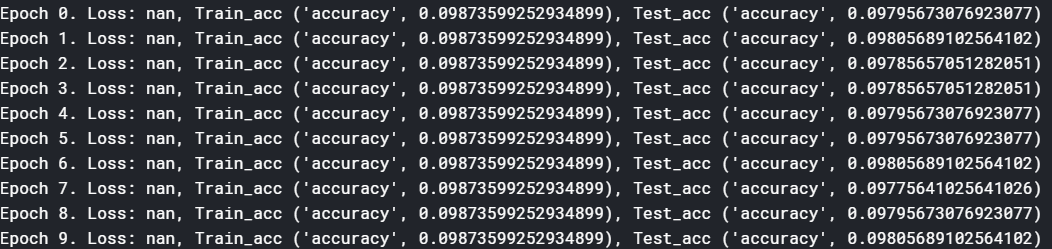 Epoch 0. Loss: nan, Train_acc ('accuracy', 0.09873599252934899), Test_acc ('accuracy', 0.09795673076923077)
Epoch 1. Loss: nan, Train_acc ('accuracy', 0.09873599252934899), Test_acc ('accuracy', 0.09805689102564102)
Epoch 2. Loss: nan, Train_acc ('accuracy', 0.09873599252934899), Test_acc ('accuracy', 0.09785657051282051)
Epoch 3. Loss: nan, Train_acc ('accuracy', 0.09873599252934899), Test_acc ('accuracy', 0.09785657051282051)
Epoch 4. Loss: nan, Train_acc ('accuracy', 0.09873599252934899), Test_acc ('accuracy', 0.09795673076923077)
Epoch 5. Loss: nan, Train_acc ('accuracy', 0.09873599252934899), Test_acc ('accuracy', 0.09795673076923077)
Epoch 6. Loss: nan, Train_acc ('accuracy', 0.09873599252934899), Test_acc ('accuracy', 0.09805689102564102)
Epoch 7. Loss: nan, Train_acc ('accuracy', 0.09873599252934899), Test_acc ('accuracy', 0.09775641025641026)
Epoch 8. Loss: nan, Train_acc ('accuracy', 0.09873599252934899), Test_acc ('accuracy', 0.09795673076923077)
Epoch 9. Loss: nan, Train_acc ('accuracy', 0.09873599252934899), Test_acc ('accuracy', 0.09805689102564102)